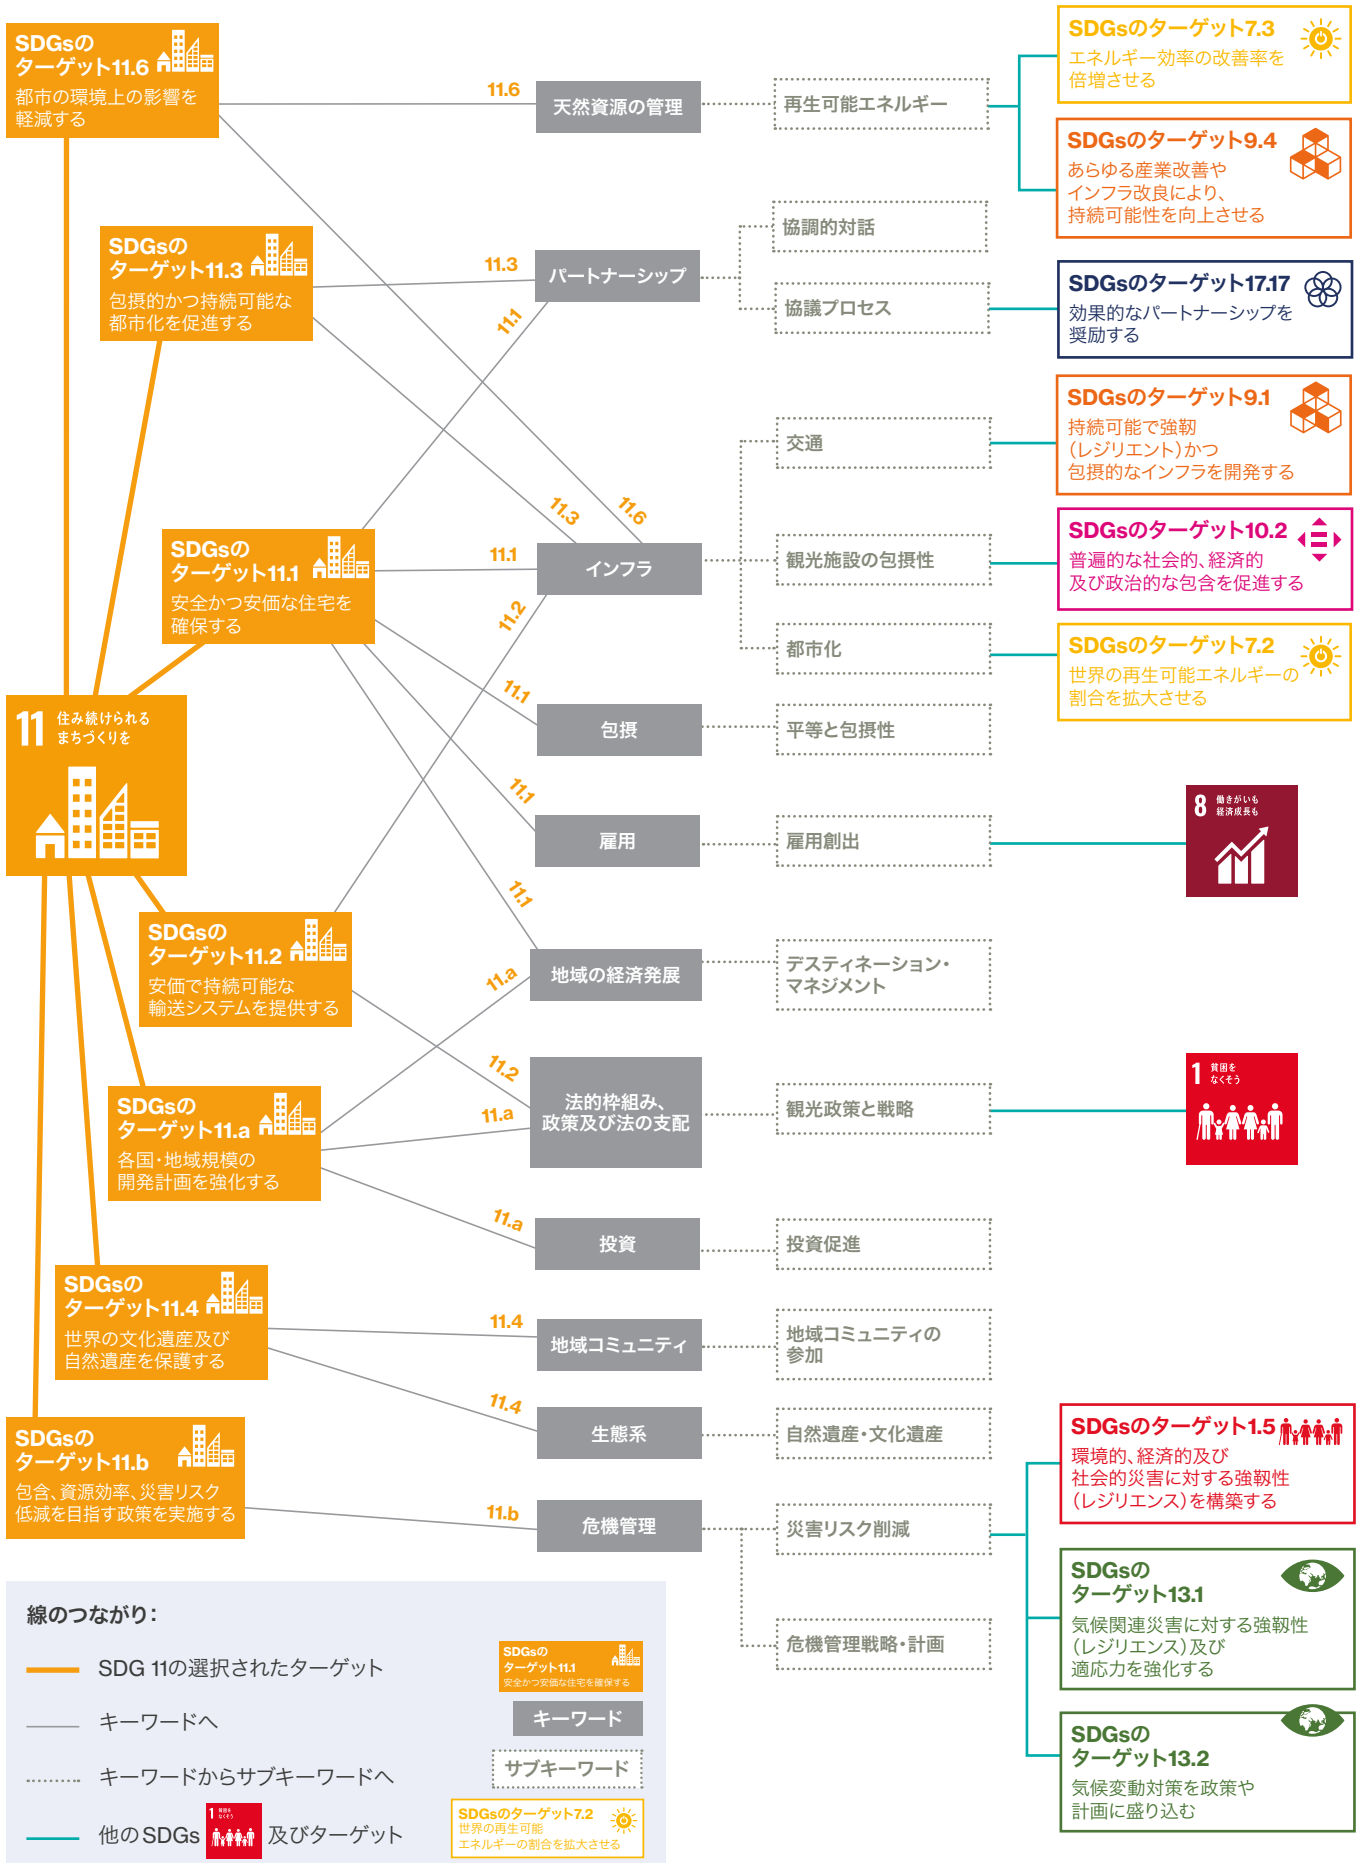 SDGsの
ターゲット11.6
都市の環境上の影響を
軽減する
11.6
天然資源の管理
再生可能エネルギー
SDGsのターゲット7.3
エネルギー効率の改善率を
倍増させる
SDGsのターゲット9.4
あらゆる産業改善や
インフラ改良により、
持続可能性を向上させる
SDGsの
ターゲット11.3
包摂的かつ持続可能な
都市化を促進する
11.3
11.1
パートナーシップ
協調的対話
協議プロセス
SDGsのターゲット17.17
効果的なパートナーシップを
奨励する
交通
SDGsのターゲット9.1
持続可能で強靭
（レジリエント）かつ
包摂的なインフラを開発する
11.3
11.6
SDGsの
ターゲット11.1
安全かつ安価な住宅を
確保する
11.1
11.2
インフラ
観光施設の包摂性
SDGsのターゲット10.2
普遍的な社会的、経済的
及び政治的な包含を促進する
都市化
SDGsのターゲット7.2
世界の再生可能エネルギーの
割合を拡大させる
11 住み続けられる
まちづくりを
11.1
包摂
平等と包摂性
11.1
雇用
雇用創出
8 働きがいも
経済成長も
11.1
SDGsの
ターゲット11.2
安価で持続可能な
輸送システムを提供する
11.a
地域の経済発展
デスティネーション・
マネジメント
11.2
11.a
法的枠組み、
政策及び法の支配
観光政策と戦略
1 貧困を
なくそう
SDGsの
ターゲット11.a
各国・地域規模の
開発計画を強化する
11.a
投資
投資促進
SDGsの
ターゲット11.4
世界の文化遺産及び
自然遺産を保護する
11.4
地域コミュニティ
地域コミュニティの
参加
11.4
生態系
自然遺産・文化遺産
SDGsのターゲット1.5
環境的、経済的及び
社会的災害に対する強靱性
（レジリエンス）を構築する
SDGsの
ターゲット11.b
包含、資源効率、災害リスク
低減を目指す政策を実施する
11.b
危機管理
災害リスク削減
危機管理戦略・計画
SDGsの
ターゲット13.1
気候関連災害に対する強靱性
（レジリエンス）及び
適応力を強化する
SDGsの
ターゲット13.2
気候変動対策を政策や
計画に盛り込む
線のつながり：
SDG 11の選択されたターゲット
SDGsの
ターゲット11.1
安全かつ安価な住宅を確保する
キーワードへ
キーワード
キーワードからサブキーワードへ
サブキーワード
他のSDGs
1 貧困を
なくそう
及びターゲット
SDGsのターゲット7.2
世界の再生可能
エネルギーの割合を拡大させる